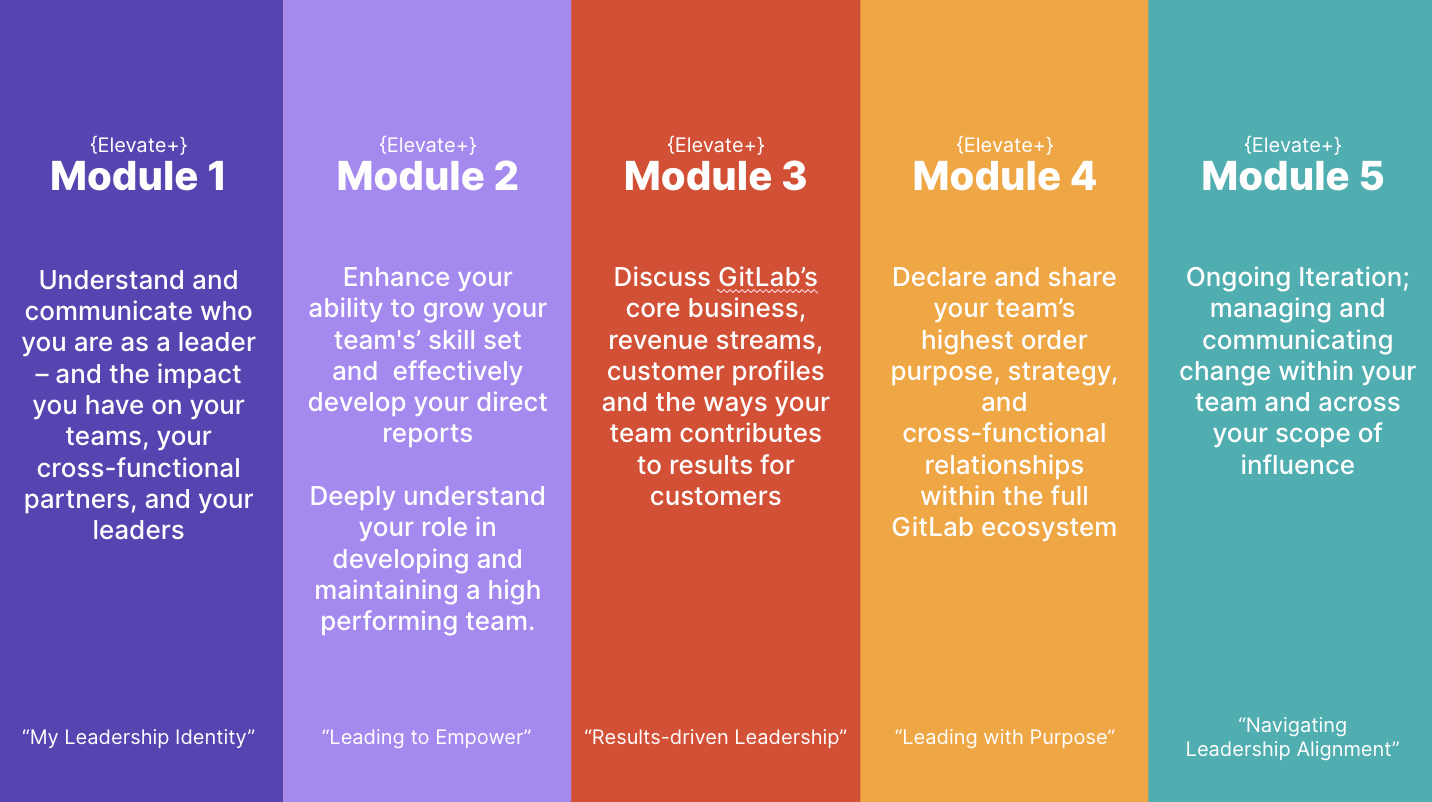 {Elevate+}
Module 1
Understand and
communicate who
you are as a leader
– and the impact
you have on your
teams, your
cross-functional
partners, and your
leaders
“My Leadership Identity”
{Elevate+}
Module 2
Enhance your
ability to grow your
team's’ skill set
and  effectively
develop your direct
reports
Deeply understand
your role in
developing and
maintaining a high
performing team.
“Leading to Empower”
{Elevate+}
Module 3
Discuss GitLab’s
core business,
revenue streams,
customer profiles
and the ways your
team contributes
to results for
customers
“Results-driven Leadership”
{Elevate+}
Module 4
Declare and share
your team’s
highest order
purpose, strategy,
and
cross-functional
relationships
within the full
GitLab ecosystem
“Leading with Purpose”
{Elevate+}
Module 5
Ongoing Iteration;
managing and
communicating
change within your
team and across
your scope of
influence
“Navigating
Leadership Alignment”